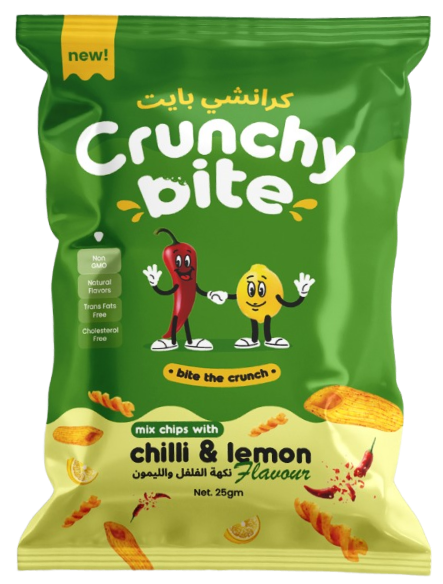 new!
كرانشي بايت
Crunchy
bite
Non
GMO
Natural
Flavors
Trans Fats
Free
Cholesterol
Free
• bite the crunch •
mix chips with
chilli & lemon
نكهة الفلفل والليمون
Flavour
Net. 25gm